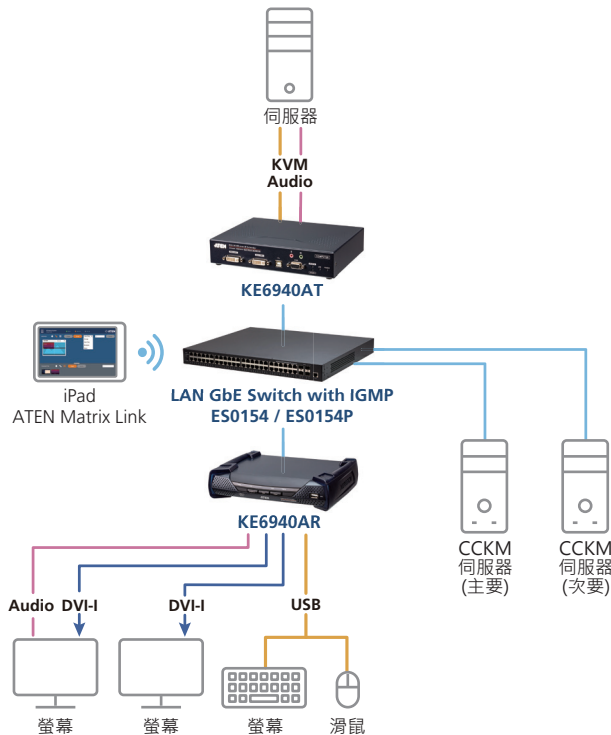 伺服器
KVM
Audio
ATEN
KE6940AT
iPad
ATEN Matrix Link
LAN GbE Switch with IGMP
ES0154 / ES0154P
KE6940AR
CCKM
伺服器
(主要)
CCKM
伺服器
(次要)
Audio DVI-I
DVI-I
USB
螢幕
螢幕
螢幕
滑鼠